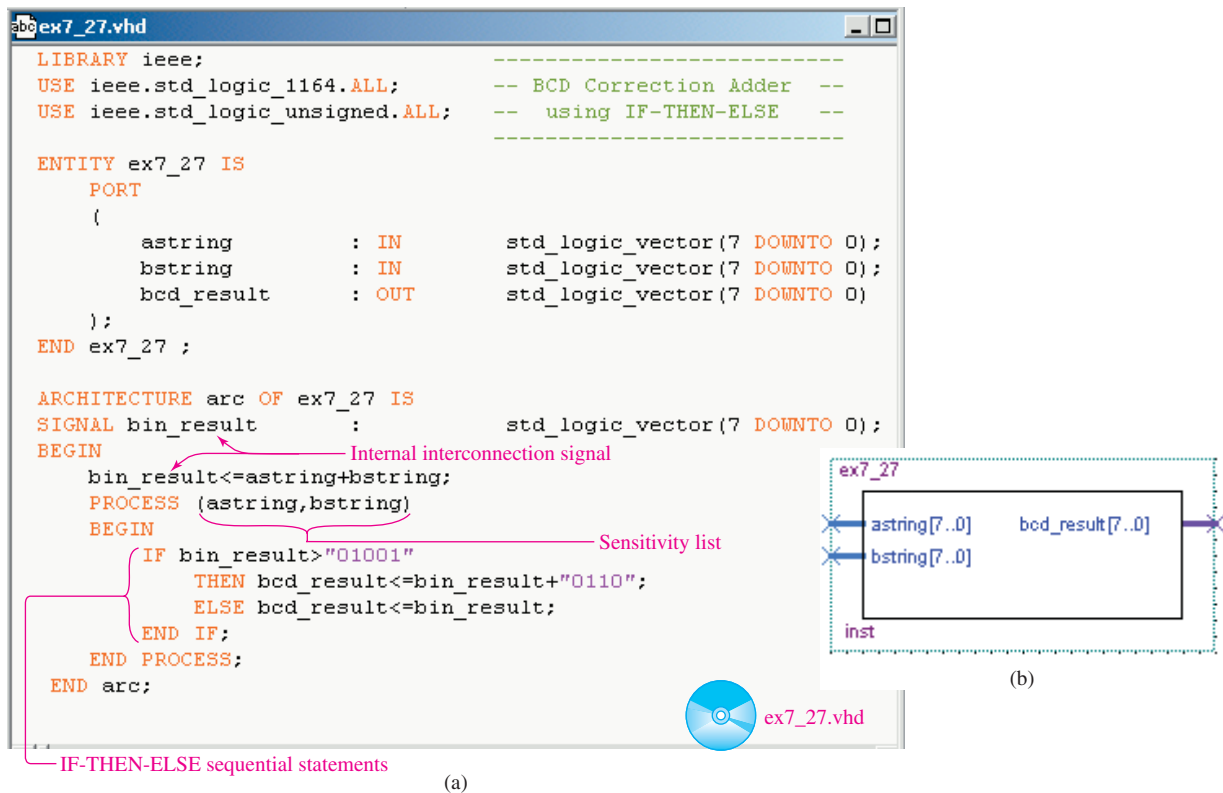 abc ex7_27.vhd
LIBRARY ieee; ---------------------------
USE ieee.std_logic_1164.ALL; -- BCD Correction Adder --
USE ieee.std_logic_unsigned.ALL; -- using IF-THEN-ELSE --
---------------------------
ENTITY ex7_27 IS
PORT
(
astring : IN std_logic_vector(7 DOWNTO 0);
bstring : IN std_logic_vector(7 DOWNTO 0);
bcd_result : OUT std_logic_vector(7 DOWNTO 0)
);
END ex7_27 ;
ARCHITECTURE arc OF ex7_27 IS
SIGNAL bin_result : std_logic_vector(7 DOWNTO 0);
BEGIN
Internal interconnection signal
bin_result<=astring+bstring;
PROCESS (astring,bstring)
BEGIN
Sensitivity list
IF bin_result>"01001"
THEN bcd_result<=bin_result+"0110";
ELSE bcd_result<=bin_result;
END IF;
END PROCESS;
END arc;
ex7_27.vhd
IF-THEN-ELSE sequential statements
(a)
ex7_27
astring[7..0] bcd_result[7..0]
bstring[7..0]
inst
(b)